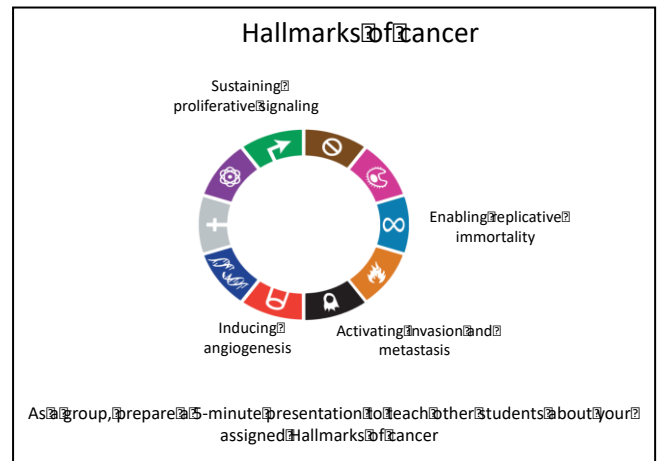 Hallmarks⍰of⍰cancer
Sustaining⍰
proliferative⍰signaling
Enabling⍰replicative⍰
immortality
Inducing⍰
angiogenesis
Activating⍰invasion⍰and⍰
metastasis
As⍰a⍰group,⍰prepare⍰a⍰5-minute⍰presentation⍰to⍰teach⍰other⍰students⍰about⍰your⍰
assigned⍰Hallmarks⍰of⍰cancer